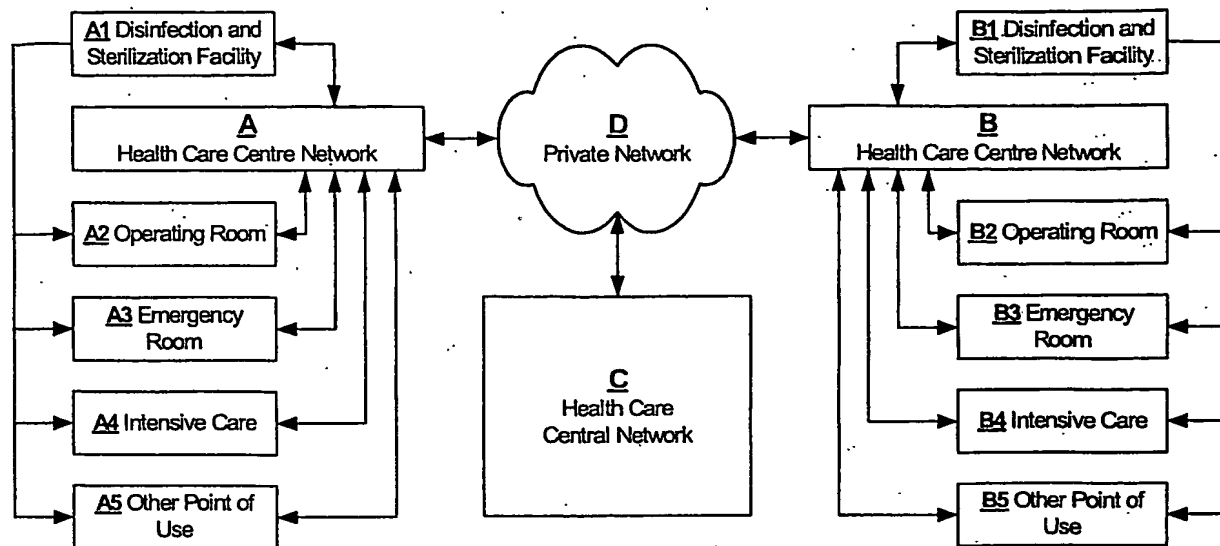 A1 Disinfection and
Sterilization Facility
A
Health Care Centre Network
A2 Operating Room
A3 Emergency
Room
A4 Intensive Care
A5 Other Point of
Use
D
Private Network
C
Health Care
Central Network
B1 Disinfection and
Sterilization Facility
B
Health Care Centre Network
B2 Operating Room
B3 Emergency
Room
B4 Intensive Care
B5 Other Point of
Use